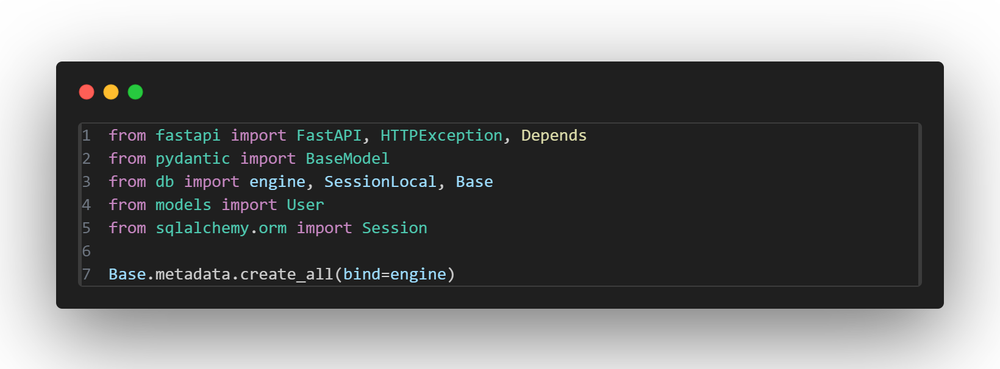 1 from fastapi import FastAPI, HTTPException, Depends
2 from pydantic import BaseModel
3 from db import engine, SessionLocal, Base
4 from models import User
5 from sqlalchemy.orm import Session
6
7 Base.metadata.create_all(bind=engine)